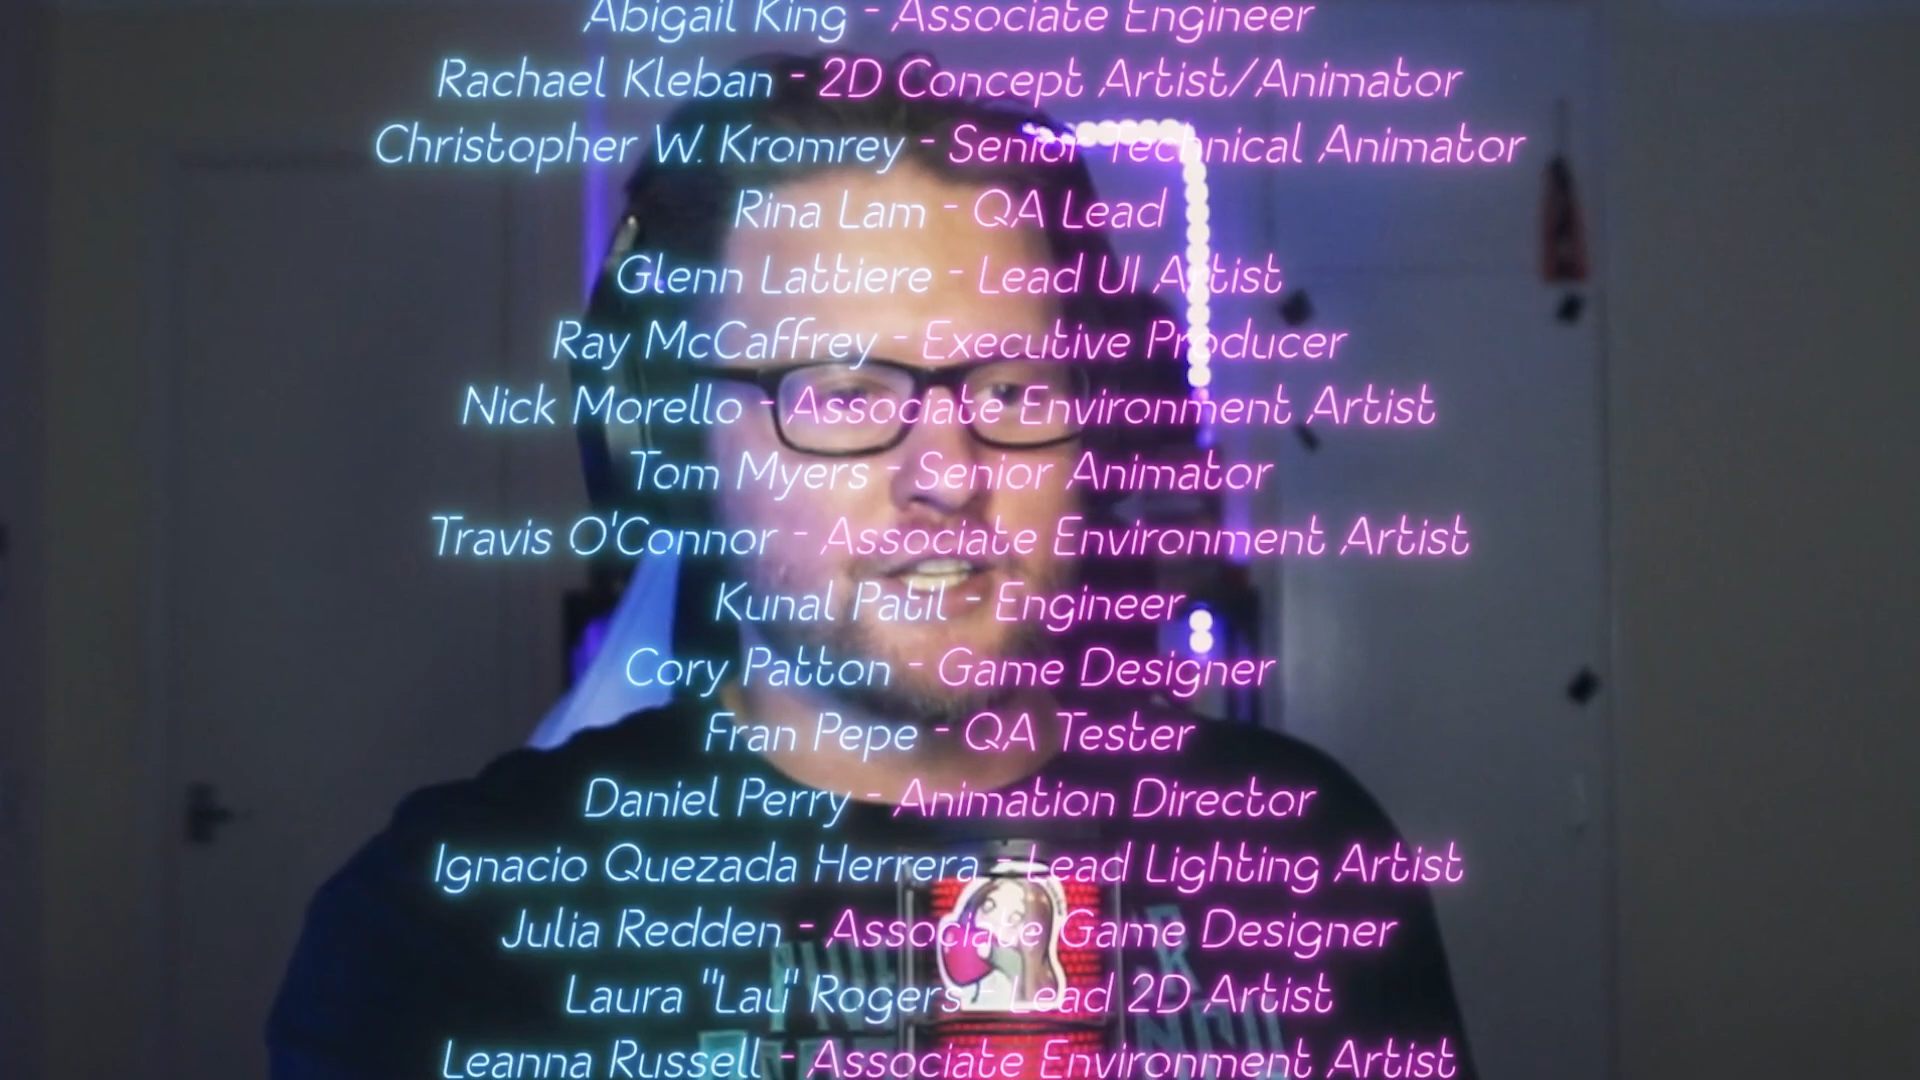 Abigail King - Associate Engineer
Rachael Kleban - 2D Concept Artist/Animator
Christopher W. Kromrey - Senior Technical Animator
Rina Lam - QA Lead
Glenn Lattiere - Lead UI Artist
Ray McCaffrey - Executive Producer
Nick Morello - Associate Environment Artist
Tom Myers - Senior Animator
Travis O'Connor - Associate Environment Artist
Kunal Patil - Engineer
Cory Patton - Game Designer
Fran Pepe - QA Tester
Daniel Perry - Animation Director
Ignacio Quezada Herrera - Lead Lighting Artist
Julia Redden - Associate Game Designer
Laura "Lau" Rogers - Lead 2D Artist
Leanna Russell - Associate Environment Artist